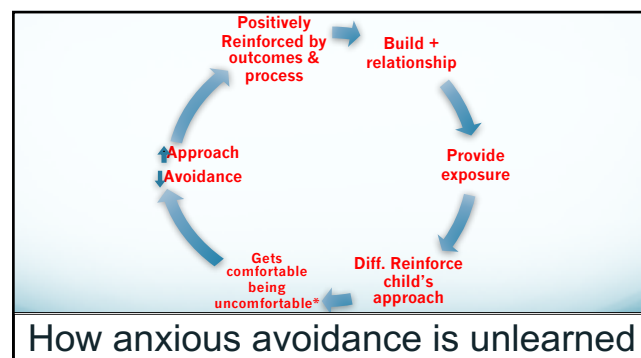 Positively
Reinforced by
outcomes &
process
Build +
relationship
Provide
exposure
Diff. Reinforce
child's
approach
Gets
comfortable
being
uncomfortable*
Approach
Avoidance
How anxious avoidance is unlearned